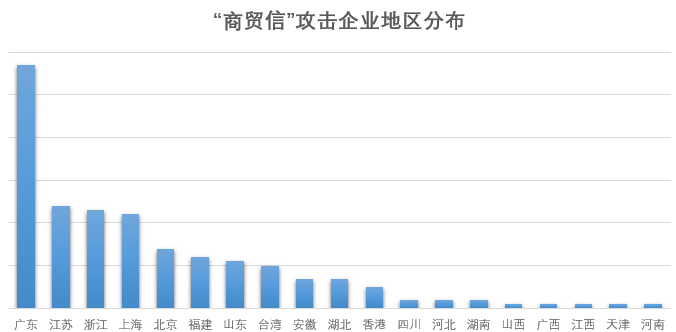 “商贸信”攻击企业地区分布
广东 江苏 浙江 上海 北京 福建 山东 台湾 安徽 湖北 香港 四川 河北 湖南 山西 广西 江西 天津 河南